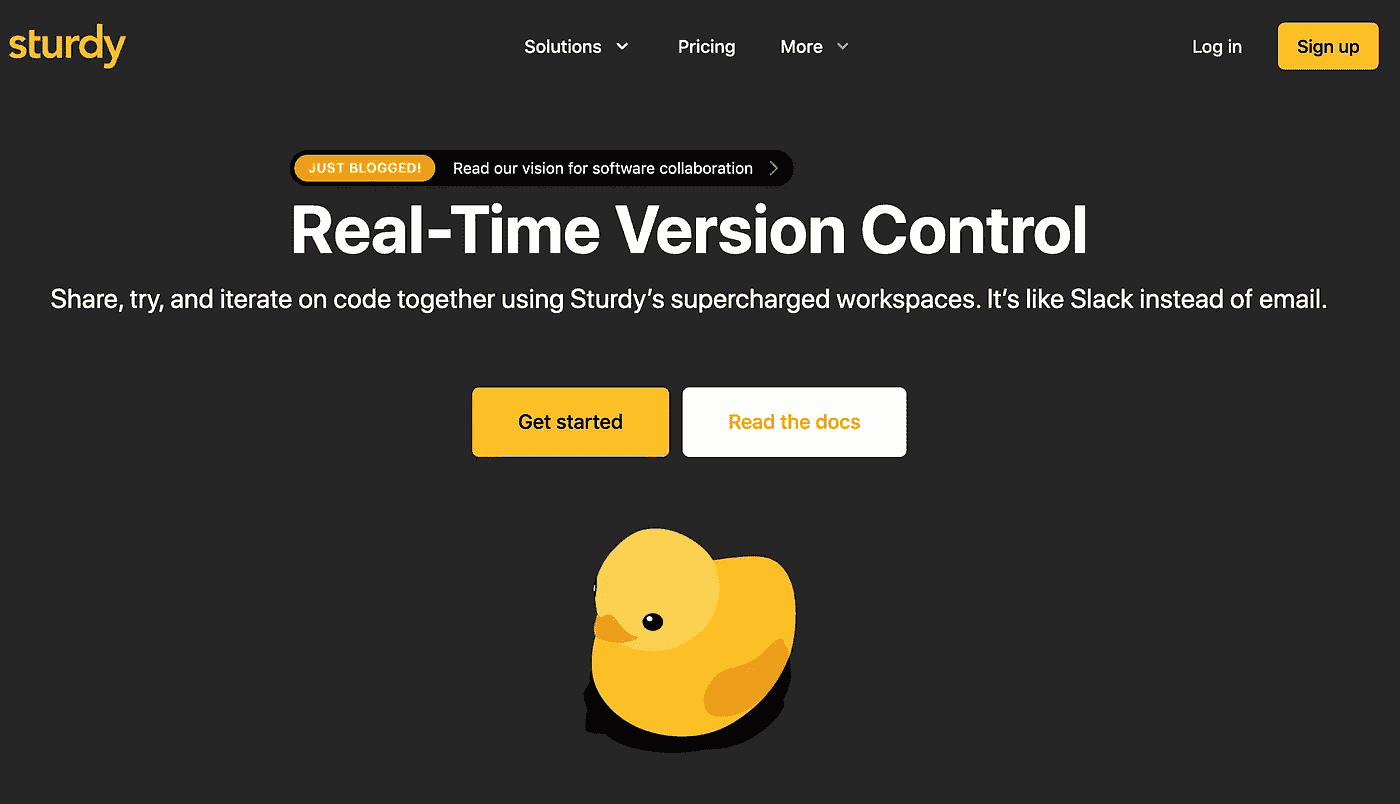 sturdy
Solutions
Pricing
More
Log in
Sign up
JUST BLOGGED!
Read our vision for software collaboration
Real-Time Version Control
Share, try, and iterate on code together using Sturdy’s supercharged workspaces. It’s like Slack instead of email.
Get started
Read the docs